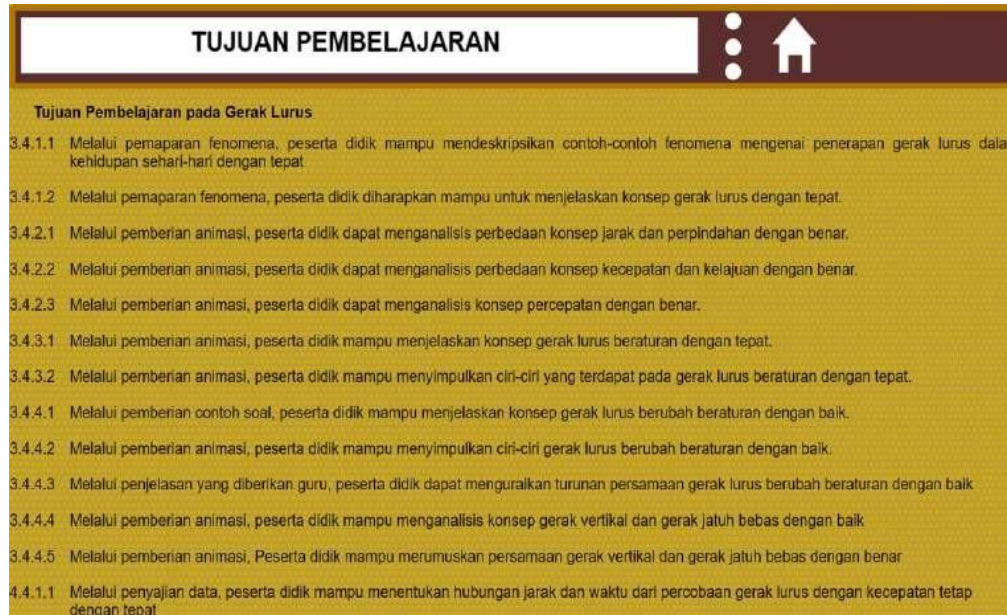 TUJUAN PEMBELAJARAN
Tujuan Pembelajaran pada Gerak Lurus
3.4.1.1 Melalui pemaparan fenomena, peserta didik mampu mendeskripsikan contoh-contoh fenomena mengenai penerapan gerak lurus dala
kehidupan sehari-hari dengan tepat
3.4.1.2 Melalui pemaparan fenomena, peserta didik diharapkan mampu untuk menjelaskan konsep gerak lurus dengan tepat.
3.4.2.1 Melalui pemberian animasi, peserta didik dapat menganalisis perbedaan konsep jarak dan perpindahan dengan benar.
3.4.2.2 Melalui pemberian animasi, peserta didik dapat menganalisis perbedaan konsep kecepatan dan kelajuan dengan benar.
3.4.2.3 Melalui pemberian animasi, peserta didik dapat menganalisis konsep percepatan dengan benar.
3.4.3.1 Melalui pemberian animasi, peserta didik mampu menjelaskan konsep gerak lurus beraturan dengan tepat.
3.4.3.2 Melalui pemberian animasi, peserta didik mampu menyimpulkan ciri-ciri yang terdapat pada gerak lurus beraturan dengan tepat.
3.4.4.1 Melalui pemberian contoh soal, peserta didik mampu menjelaskan konsep gerak lurus berubah beraturan dengan baik.
3.4.4.2 Melalui pemberian animasi, peserta didik mampu menyimpulkan ciri-ciri gerak lurus berubah beraturan dengan baik.
3.4.4.3 Melalui penjelasan yang diberikan guru, peserta didik dapat menguraikan turunan persamaan gerak lurus berubah beraturan dengan baik
3.4.4.4 Melalui pemberian animasi, peserta didik mampu menganalisis konsep gerak vertikal dan gerak jatuh bebas dengan baik
3.4.4.5 Melalui pemberian animasi, Peserta didik mampu merumuskan persamaan gerak vertikal dan gerak jatuh bebas dengan benar
4.4.1.1 Melalui penyajian data, peserta didik mampu menentukan hubungan jarak dan waktu dari percobaan gerak lurus dengan kecepatan tetap
dengan tepat